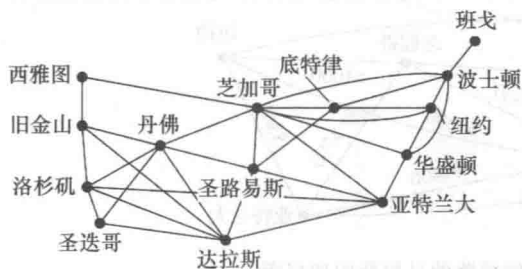 班戈
底特律
西雅图
芝加哥
波士顿
旧金山
丹佛
纽约
华盛顿
洛杉矶
圣路易斯
亚特兰大
圣迭哥
达拉斯